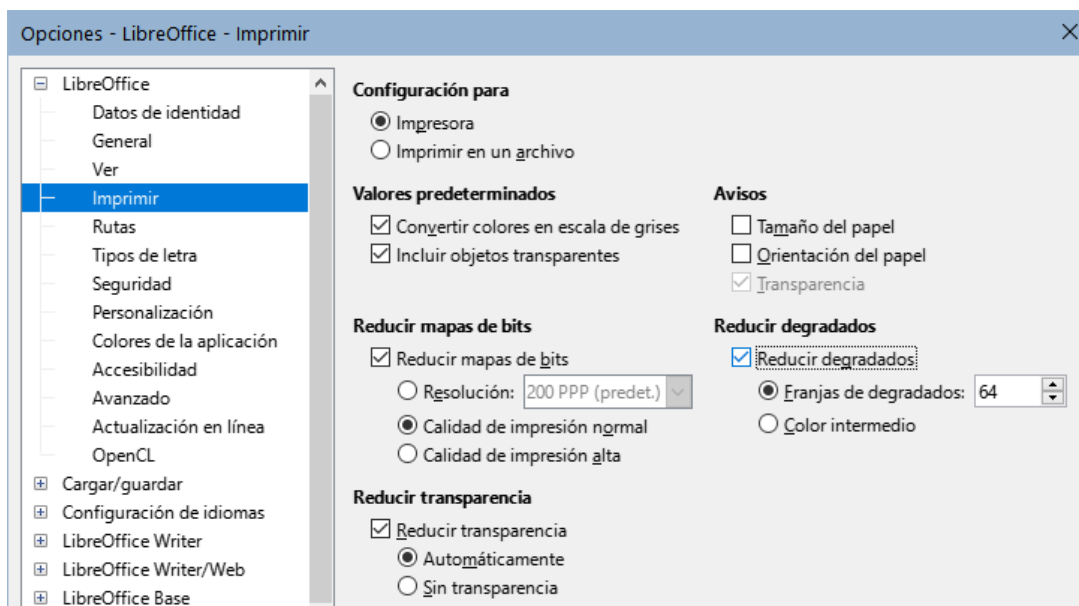 Opciones - LibreOffice - Imprimir
LibreOffice
Datos de identidad
General
Ver
Imprimir
Rutas
Tipos de letra
Seguridad
Personalización
Colores de la aplicación
Accesibilidad
Avanzado
Actualización en línea
OpenCL
Cargar/guardar
Configuración de idiomas
LibreOffice Writer
LibreOffice Writer/Web
LibreOffice Base
Configuración para
Impresora
Imprimir en un archivo
Valores predeterminados
Convertir colores en escala de grises
Incluir objetos transparentes
Avisos
Tamaño del papel
Orientación del papel
Transparencia
Reducir mapas de bits
Reducir mapas de bits
Resolución: 200 PPP (predet.)
Calidad de impresión normal
Calidad de impresión alta
Reducir degradados
Reducir degradados
Franjas de degradados: 64
Color intermedio
Reducir transparencia
Reducir transparencia
Automáticamente
Sin transparencia